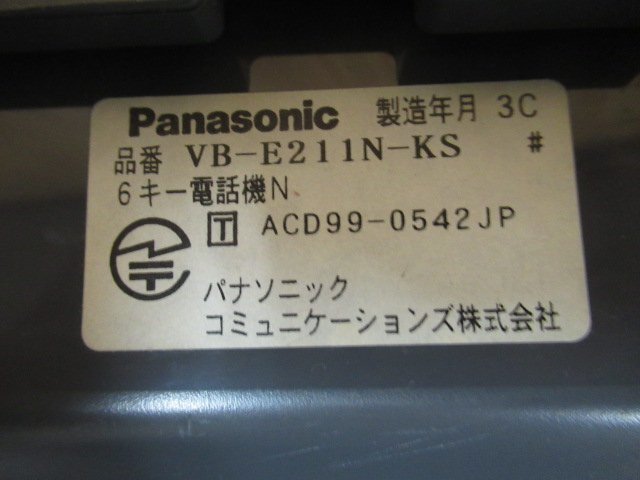 Panasonic 製造年月 3C
品番 VB-E211N-KS #
6キー電話機N
T ACD99-0542JP
パナソニック
コミュニケーションズ株式会社